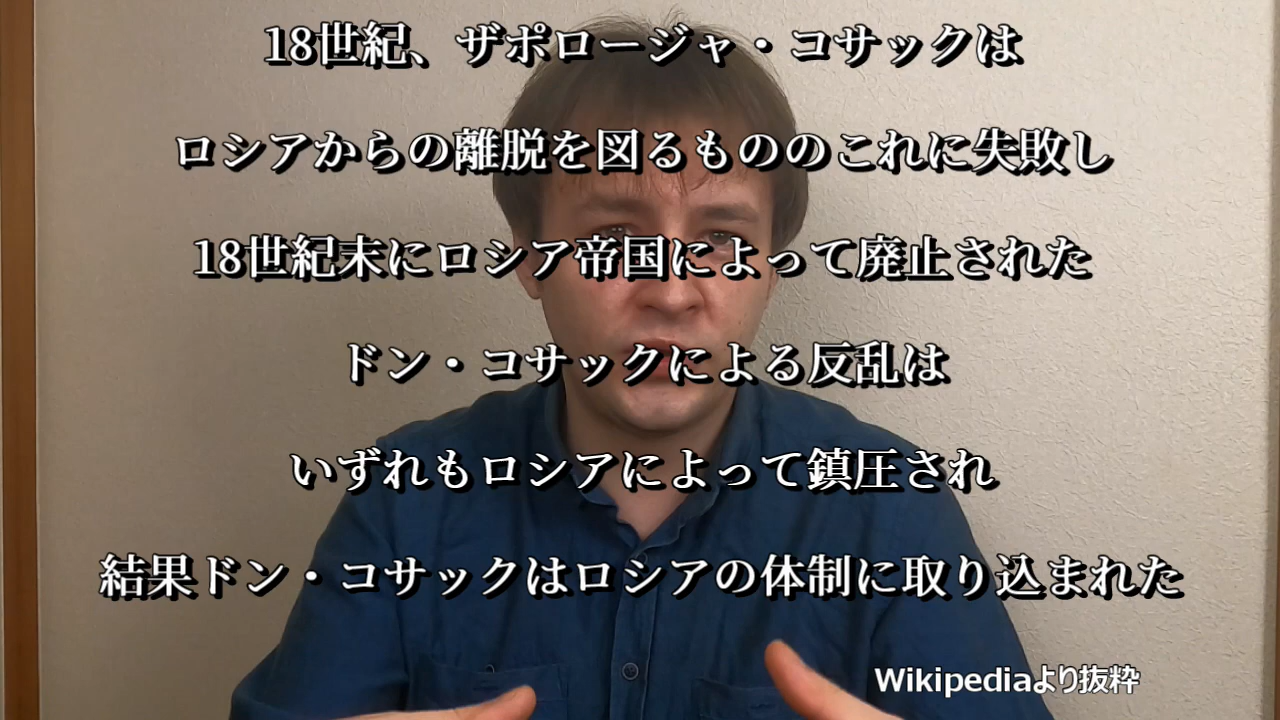 18世紀、ザポロージャ・コサックは
ロシアからの離脱を図るもののこれに失敗し
18世紀末にロシア帝国によって廃止された
ドン・コサックによる反乱は
いずれもロシアによって鎮圧され
結果ドン・コサックはロシアの体制に取り込まれた
Wikipediaより抜粋